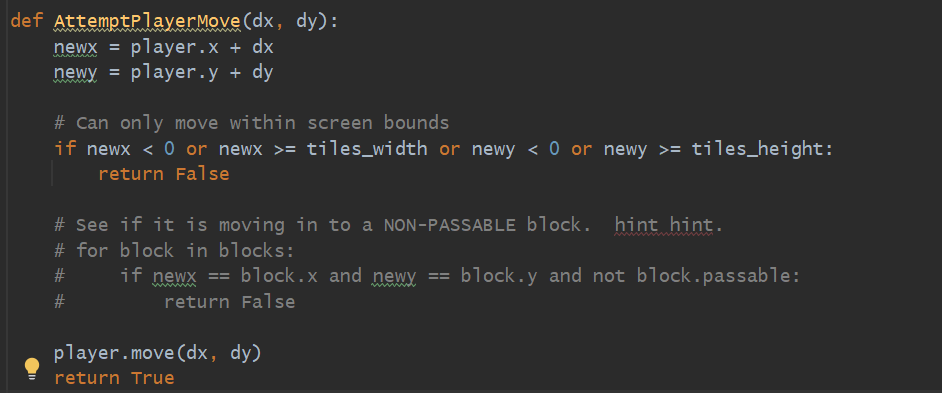 def AttemptPlayerMove(dx, dy):
    newx = player.x + dx
    newy = player.y + dy
    # Can only move within screen bounds
    if newx < 0 or newx >= tiles_width or newy < 0 or newy >= tiles_height:
        return False
    # See if it is moving in to a NON-PASSABLE block.  hint hint.
    # for block in blocks:
    #     if newx == block.x and newy == block.y and not block.passable:
    #         return False
    player.move(dx, dy)
    return True